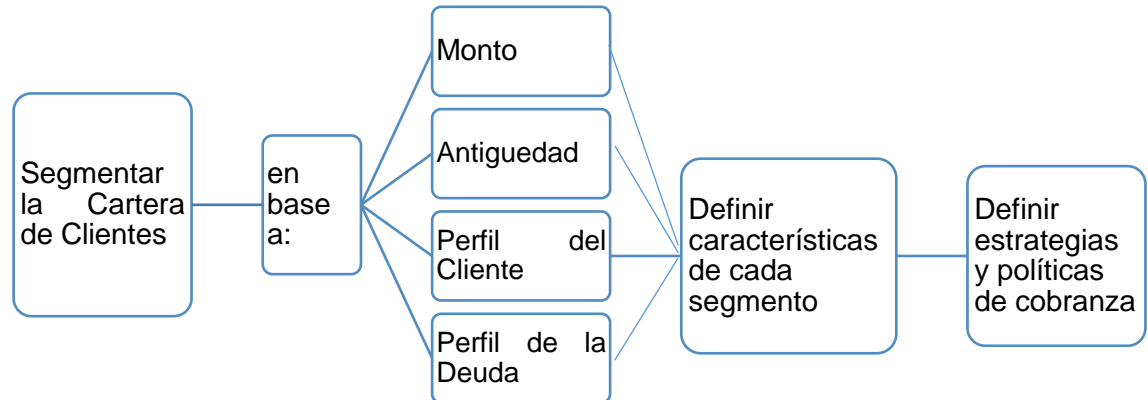 Segmentar
la Cartera
de Clientes
en
base
a:
Monto
Antiguedad
Perfil del
Cliente
Perfil de la
Deuda
Definir
características
de cada
segmento
Definir
estrategias
y políticas
de cobranza